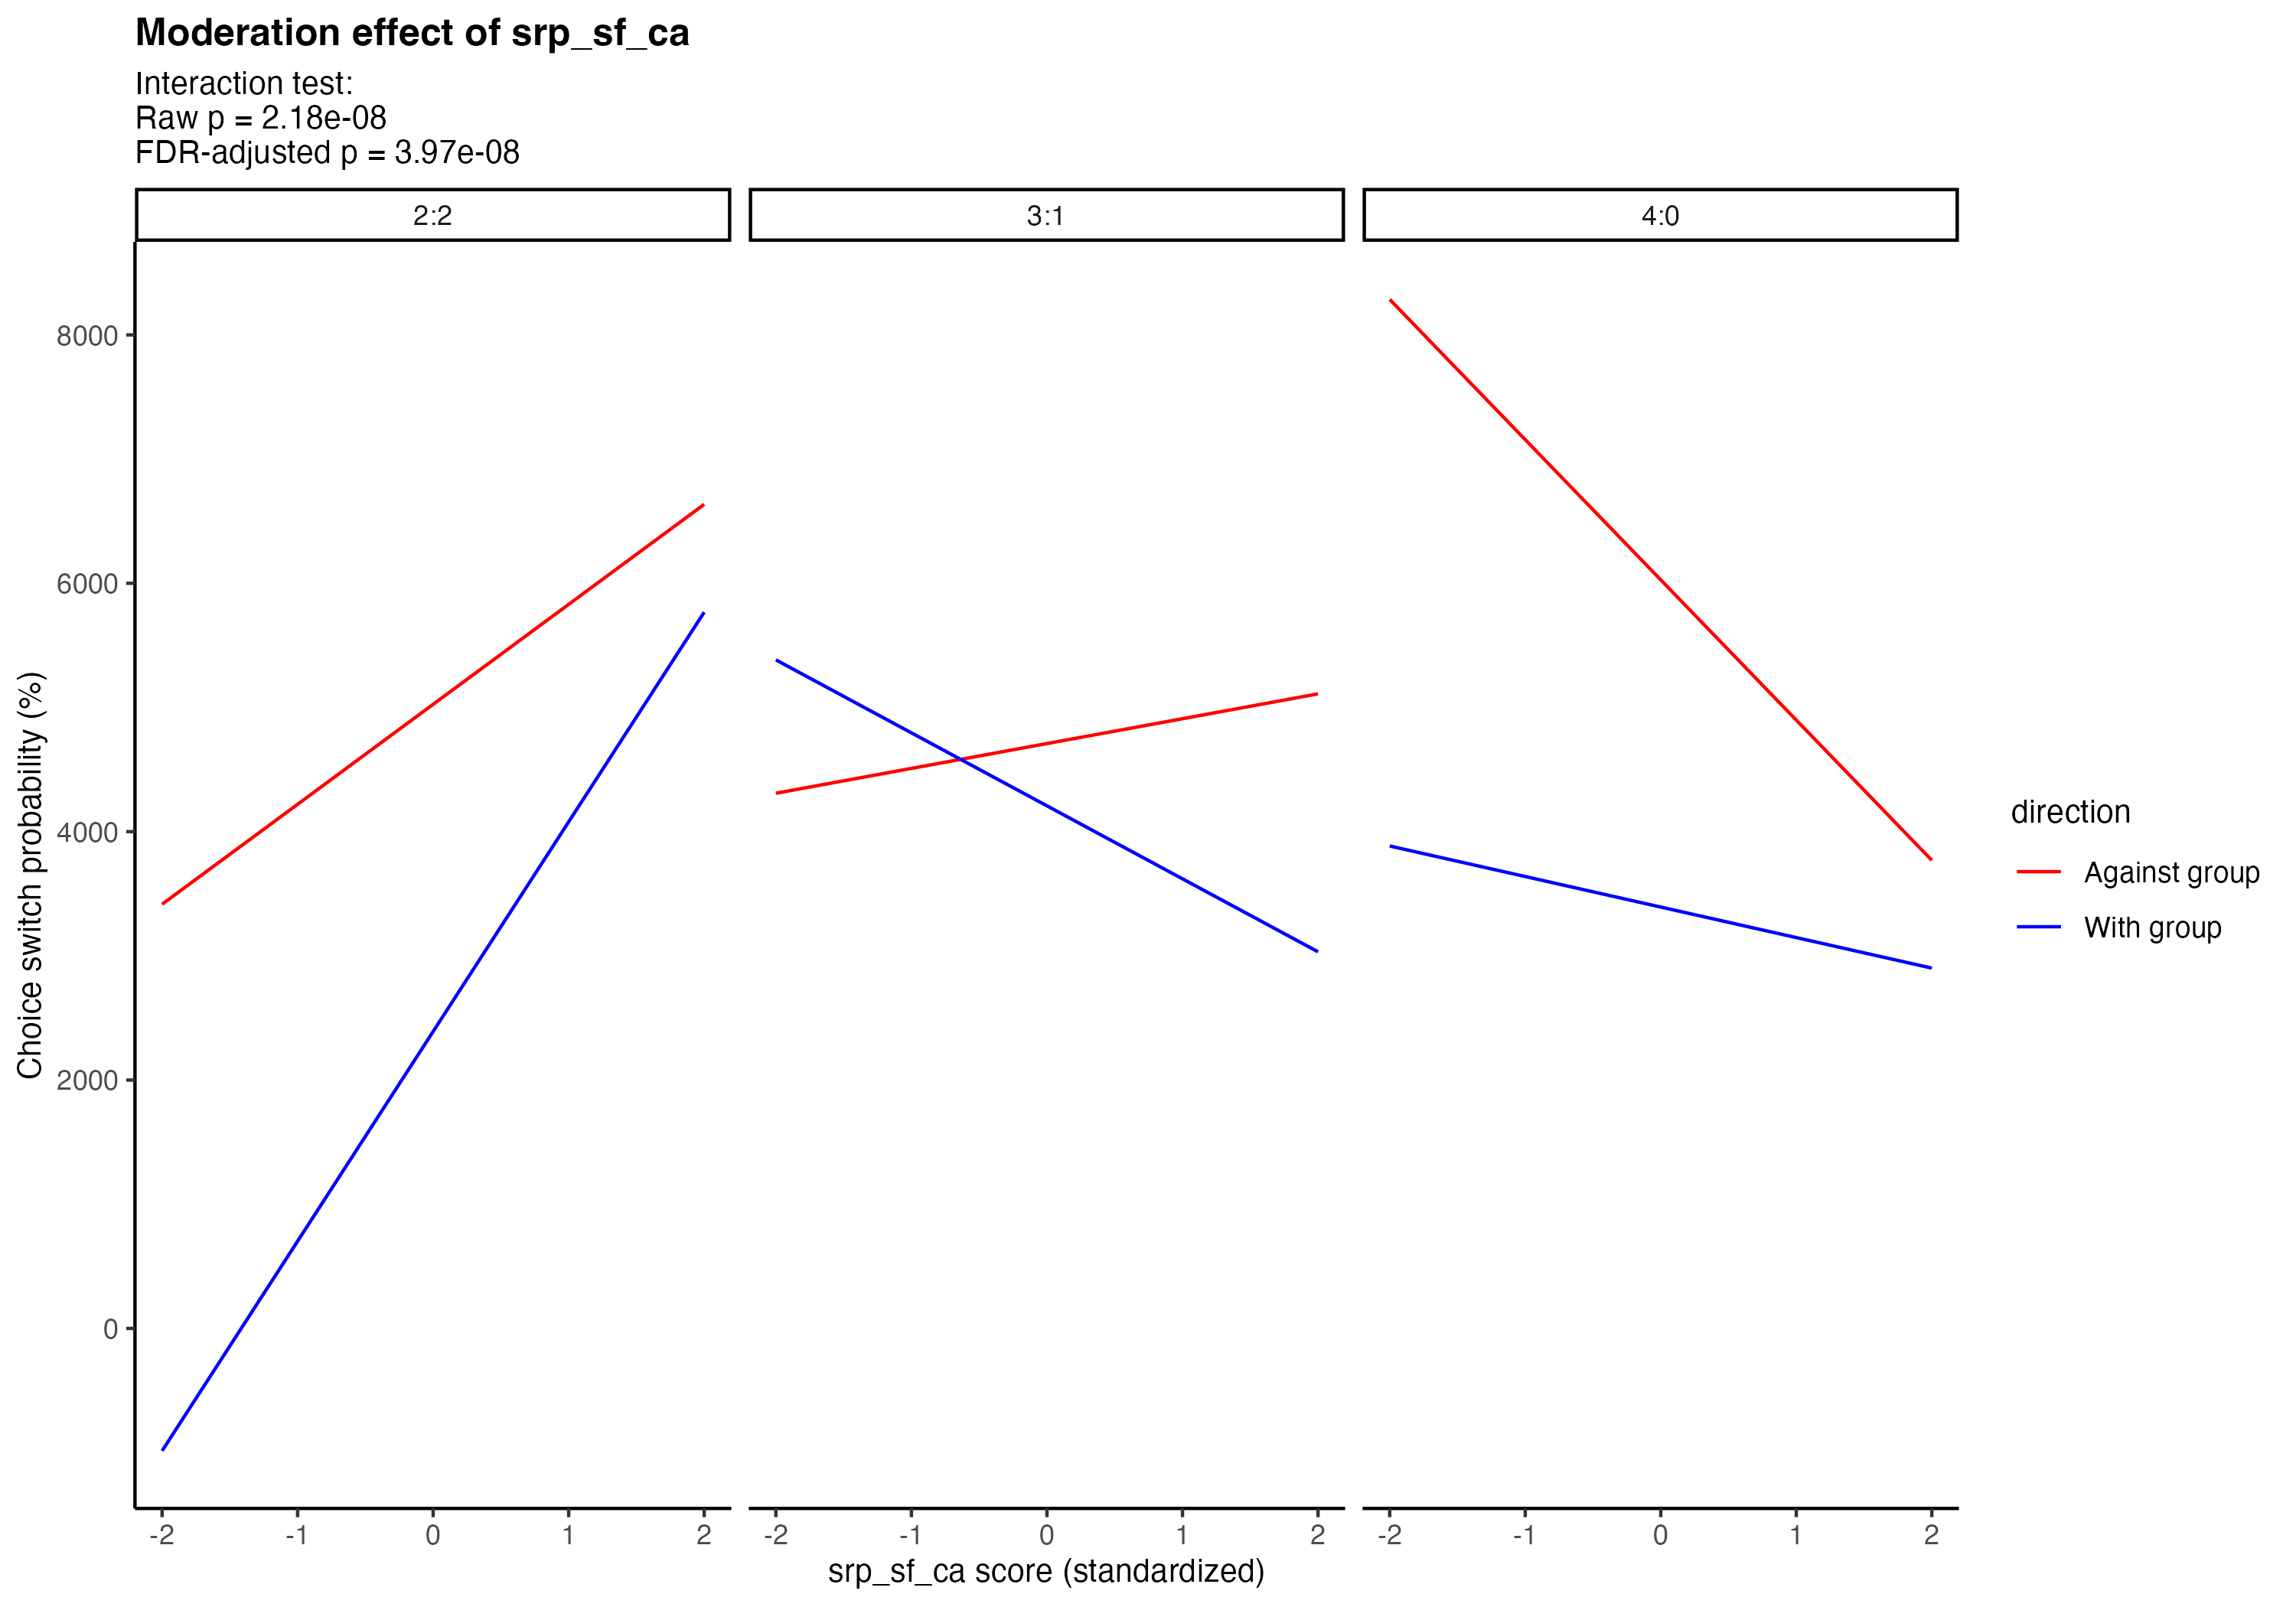 Moderation effect of srp_sf_ca
Interaction test:
Raw p = 2.18e-08
FDR-adjusted p = 3.97e-08
2:2
3:1
4:0
Choice switch probability (%)
8000
6000
4000
2000
0
-2 -1 0 1 2
-2 -1 0 1 2
-2 -1 0 1 2
srp_sf_ca score (standardized)
direction
Against group
With group